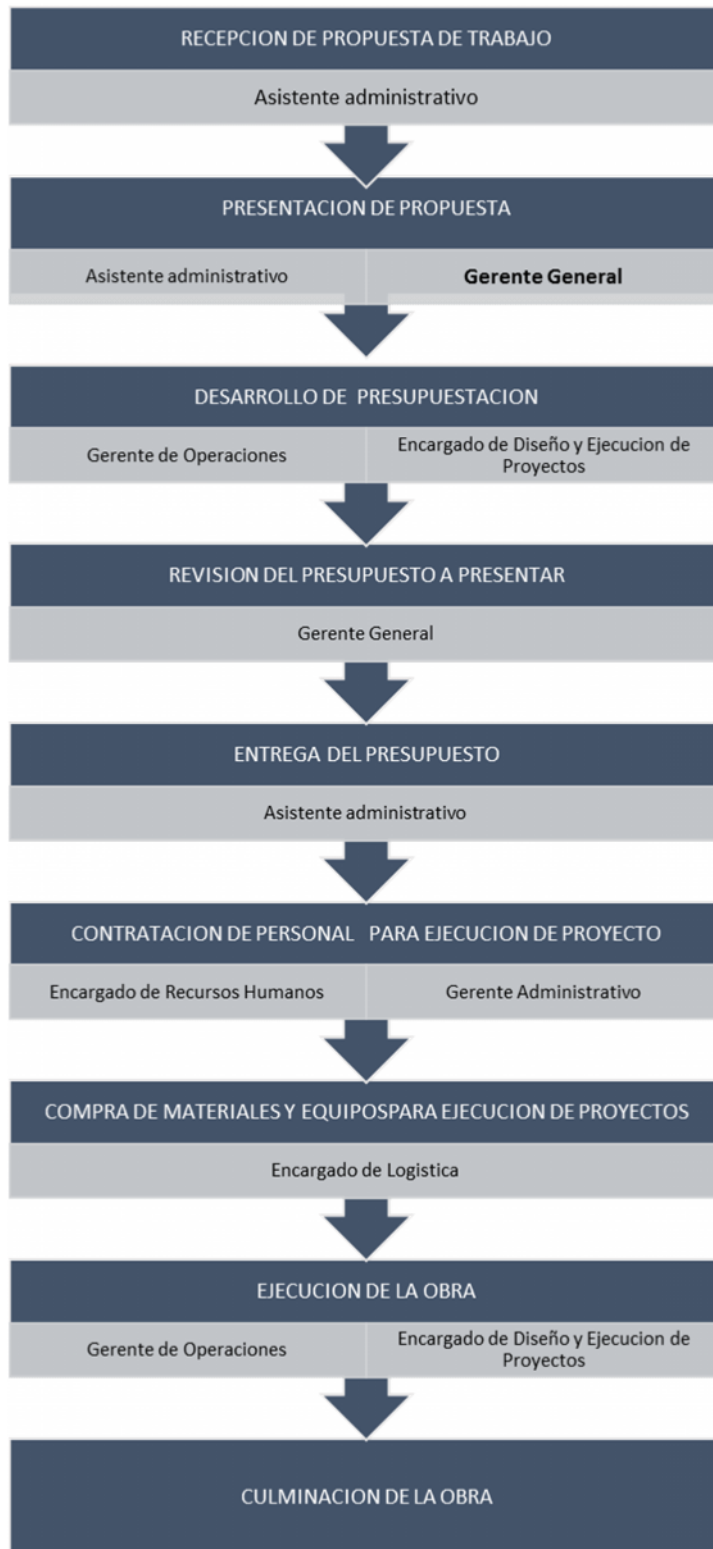 RECEPCION DE PROPUESTA DE TRABAJO
Asistente administrativo
PRESENTACION DE PROPUESTA
Asistente administrativo
Gerente General
DESARROLLO DE PRESUPUESTACION
Gerente de Operaciones
Encargado de Diseño y Ejecucion de
Proyectos
REVISION DEL PRESUPUESTO A PRESENTAR
Gerente General
ENTREGA DEL PRESUPUESTO
Asistente administrativo
CONTRATACION DE PERSONAL PARA EJECUCION DE PROYECTO
Encargado de Recursos Humanos
Gerente Administrativo
COMPRA DE MATERIALES Y EQUIPOSPARA EJECUCION DE PROYECTOS
Encargado de Logistica
EJECUCION DE LA OBRA
Gerente de Operaciones
Encargado de Diseño y Ejecucion de
Proyectos
CULMINACION DE LA OBRA